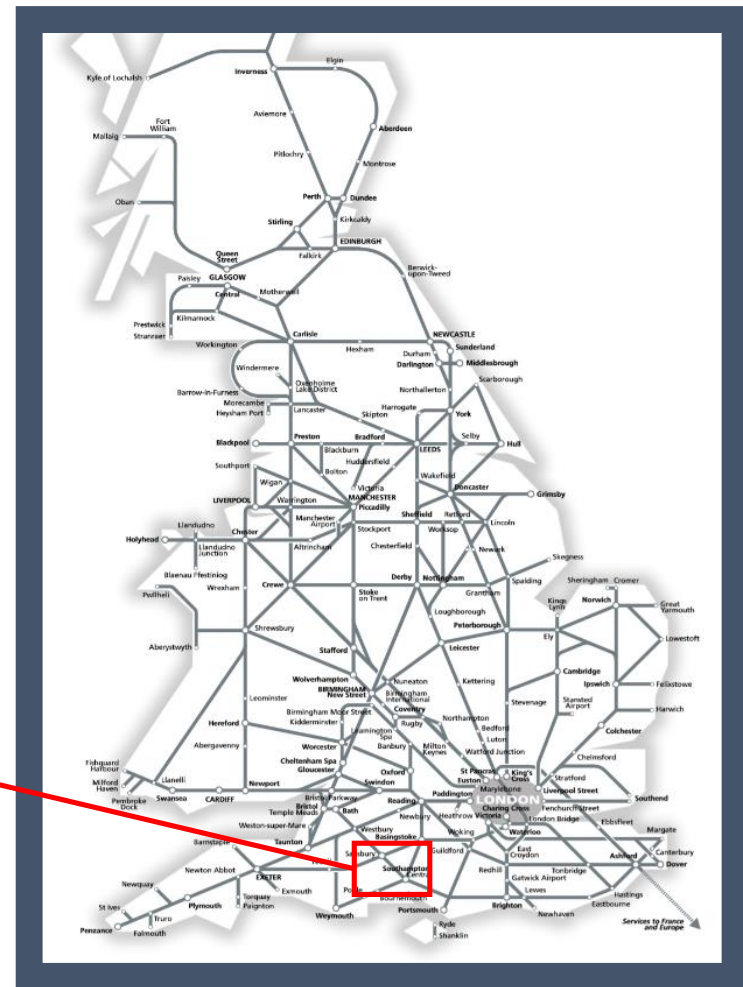 Elgin
Inverness
Kyle of Lochalsh
Aviemore
Fort
William
Aberdeen
Mallaig
Pitlochry
Montrose
Perth
Dundee
Oban
Stirling
Kirkcaldy
EDINBURGH
Queen
Street
Falkirk
Berwick-
upon-Tweed
Paisley
GLASGOW
Central
Motherwell
Prestwick
Kilmarnock
Stranraer
Carlisle
NEWCASTLE
Workington
Hexham
Sunderland
Durham
Darlington
Middlesbrough
Windermere
Scarborough
Oxenholme
Lake District
Northallerton
Barrow-in-Furness
Morecambe
Heysham Port
Lancaster
Harrogate
York
Skipton
Blackpool
Preston
Bradford
Selby
Hull
Blackburn
LEEDS
Southport
Bolton
Huddersfield
Wakefield
Wigan
Victoria
Doncaster
Grimsby
LIVERPOOL
Warrington
MANCHESTER
Piccadilly
Manchester
Airport
Sheffield
Retford
Llandudno
Stockport
Worksop
Lincoln
Holyhead
Chester
Llandudno
Junction
Altrincham
Chesterfield
Newark
Skegness
Blaenau Ffestiniog
Wrexham
Crewe
Stoke
on Trent
Derby
Nottingham
Grantham
Spalding
Sheringham
Cromer
Pwllheli
Kings
Lynn
Norwich
Great
Yarmouth
Loughborough
Shrewsbury
Peterborough
Ely
Lowestoft
Aberystwyth
Stafford
Leicester
Cambridge
Wolverhampton
Nuneaton
Kettering
BIRMINGHAM
New Street
Birmingham
International
Ipswich
Felixstowe
Leominster
Coventry
Stevenage
Stansted
Airport
Birmingham Moor Street
Rugby
Northampton
Harwich
Hereford
Kidderminster
Leamington
Spa
Bedford
Colchester
Abergavenny
Worcester
Banbury
Milton
Keynes
Luton
Watford Junction
Chelmsford
Fishguard
Harbour
Cheltenham Spa
Gloucester
Oxford
St Pancras
King's
Cross
Euston
Stratford
Milford
Haven
Llanelli
Newport
Swindon
Marylebone
Liverpool Street
Pembroke
Dock
Swansea
CARDIFF
Bristol Parkway
Reading
Paddington
LONDON
Southend
Bristol
Temple Meads
Bath
Newbury
Heathrow
Charing Cross
Victoria
Fenchurch Street
London Bridge
Ebbsfleet
Weston-super-Mare
Westbury
Basingstoke
Woking
Waterloo
Margate
Barnstaple
Taunton
Salisbury
Guildford
East
Croydon
Canterbury
Newton Abbot
Southampton
Central
Redhill
Tonbridge
Ashford
Dover
EXETER
Gatwick Airport
Newquay
Exmouth
Poole
Bournemouth
Lewes
Hastings
St Ives
Plymouth
Torquay
Paignton
Weymouth
Portsmouth
Brighton
Eastbourne
Newhaven
Truro
Penzance
Falmouth
Ryde
Shanklin
Services to France
and Europe